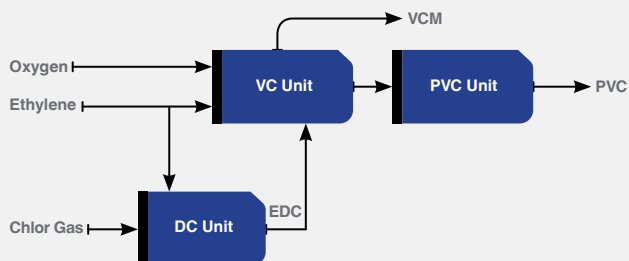 VCM
Oxygen
VC Unit
PVC Unit
PVC
Ethylene
EDC
Chlor Gas
DC Unit